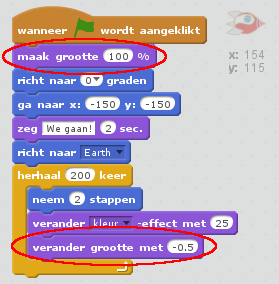 wanneer wordt aangeklikt
maak grootte 100 %
richt naar 0 graden
ga naar x: -150 y: -150
zeg We gaan! 2 sec.
richt naar Earth
herhaal 200 keer
neem 2 stappen
verander kleur -effect met 25
verander grootte met -0.5
x: 154
y: 115